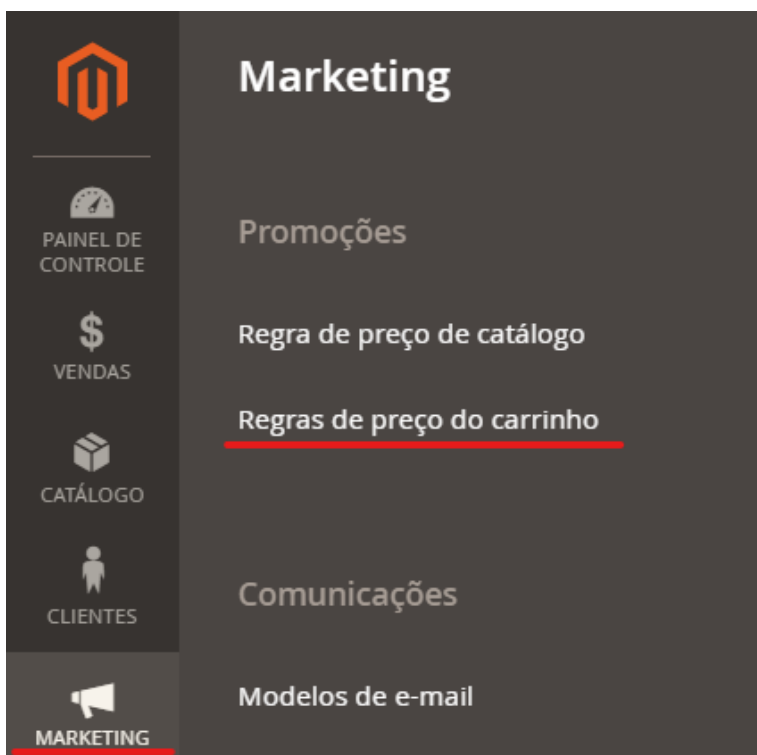 Marketing
PAINEL DE
CONTROLE
Promoções
VENDAS
Regra de preço de catálogo
Regras de preço do carrinho
CATÁLOGO
CLIENTES
Comunicações
Modelos de e-mail
MARKETING